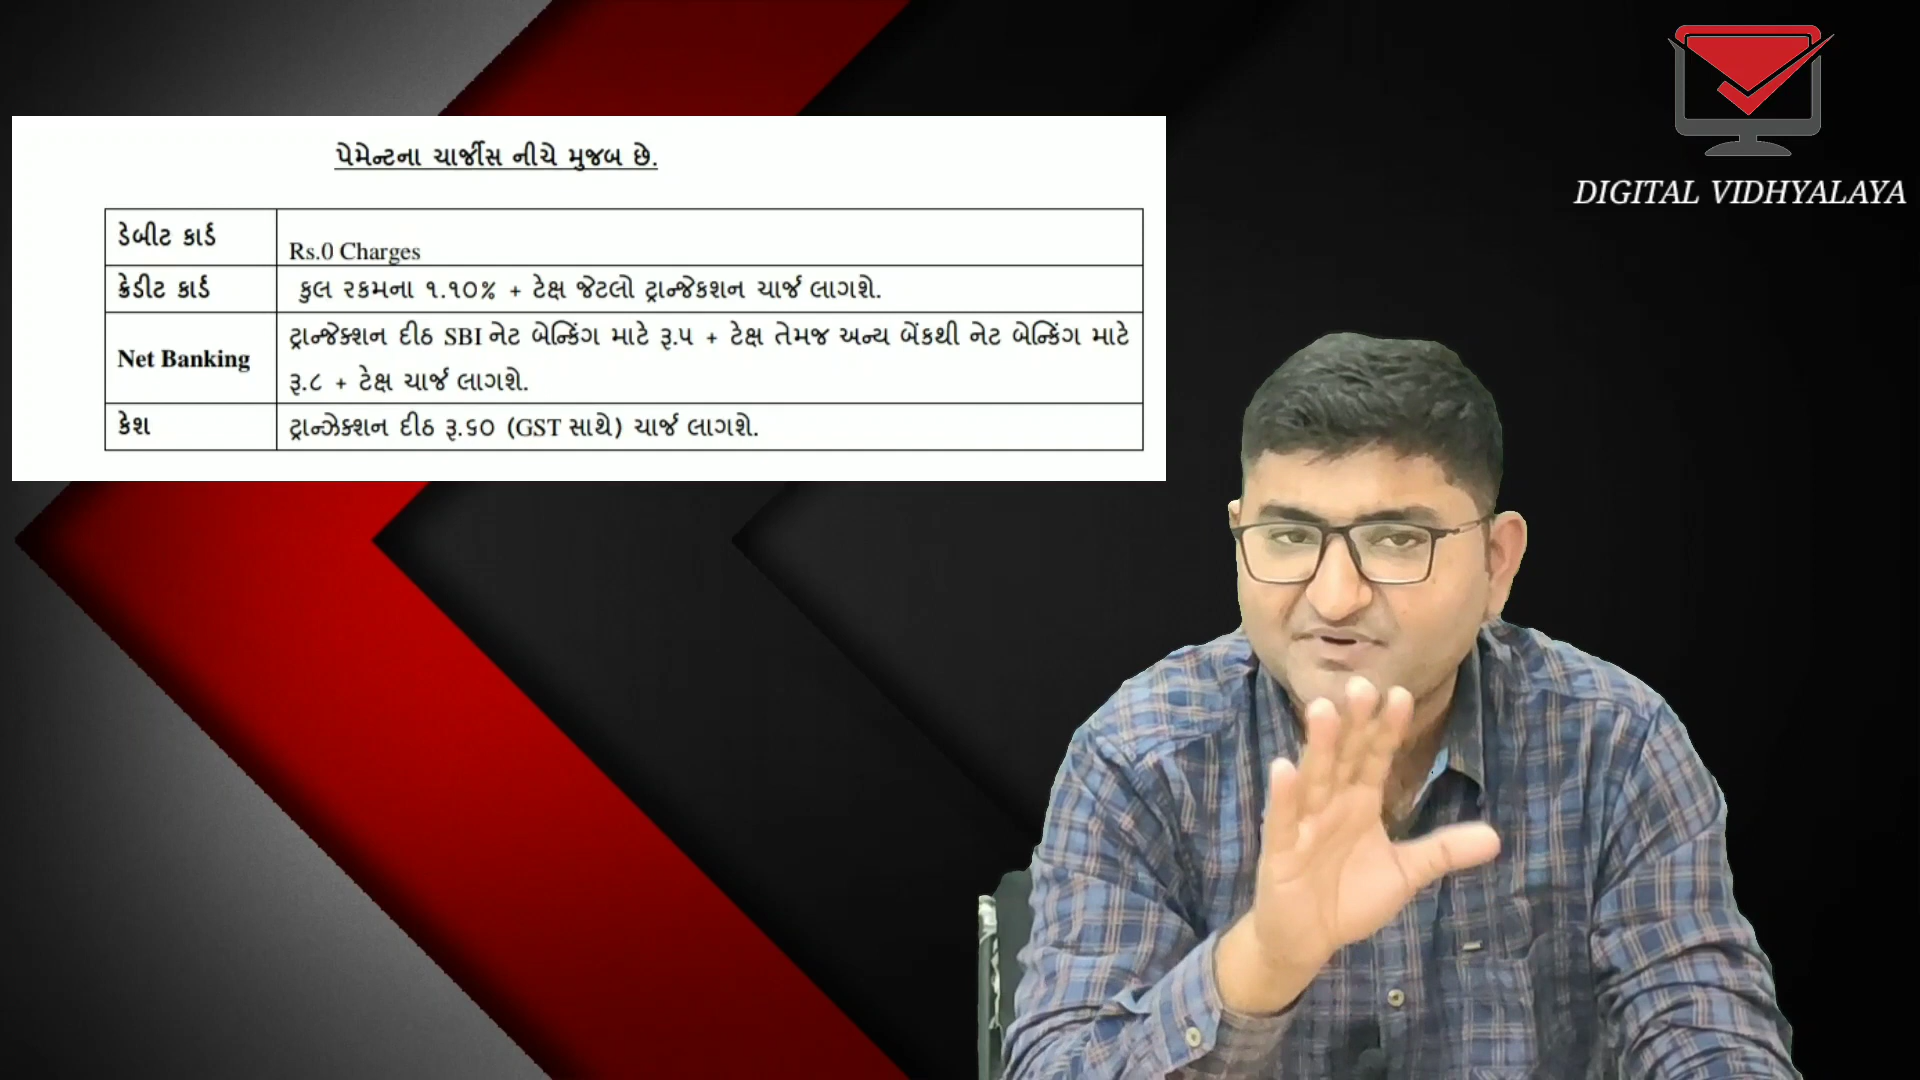 DIGITAL VIDHYALAYA
પેમેન્ટના ચાર્જીસ નીચે મુજબ છે.
ડેબીટ કાર્ડ Rs.0 Charges
ક્રેડીટ કાર્ડ કુલ રકમના ૧.૧૦% + ટેક્ષ જેટલો ટ્રાન્જેકશન ચાર્જ લાગશે.
Net Banking ટ્રાન્જેક્શન દીઠ SBI નેટ બેન્કિંગ માટે રૂ.૫ + ટેક્ષ તેમજ અન્ય બેંકથી નેટ બેન્કિંગ માટે
રૂ.૮ + ટેક્ષ ચાર્જ લાગશે.
કેશ ટ્રાન્ઝેક્શન દીઠ રૂ.૬૦ (GST સાથે) ચાર્જ લાગશે.